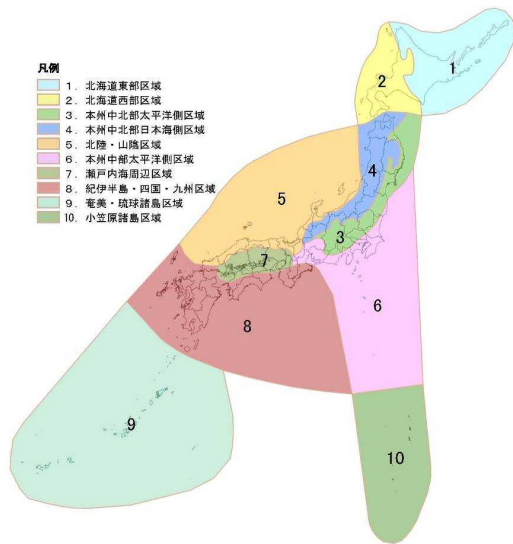 凡例
1．北海道東部区域
2．北海道西部区域
3．本州中北部太平洋側区域
4．本州中北部日本海側区域
5．北陸・山陰区域
6．本州中部太平洋側区域
7．瀬戸内海周辺区域
8．紀伊半島・四国・九州区域
9．奄美・琉球諸島区域
10．小笠原諸島区域
1
2
4
5
3
7
6
8
9
10